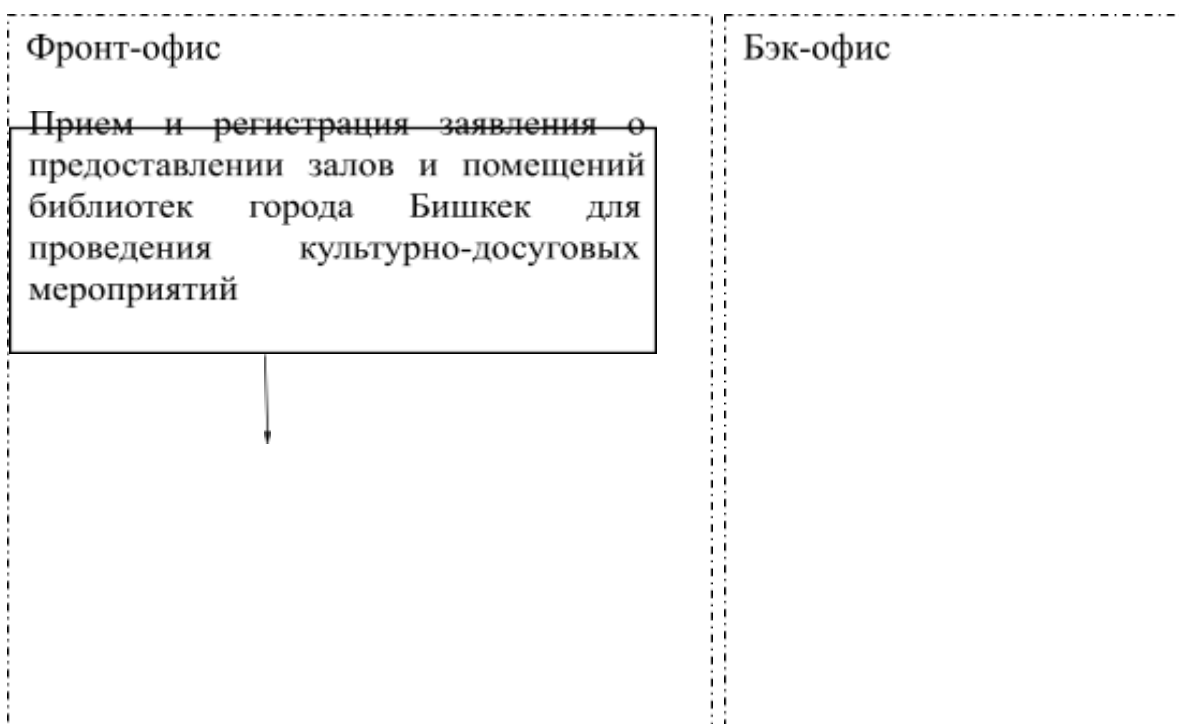 Фронт-офис
Прием и регистрация заявления о
предоставлении залов и помещений
библиотек города Бишкек для
проведения культурно-досуговых
мероприятий
Бэк-офис